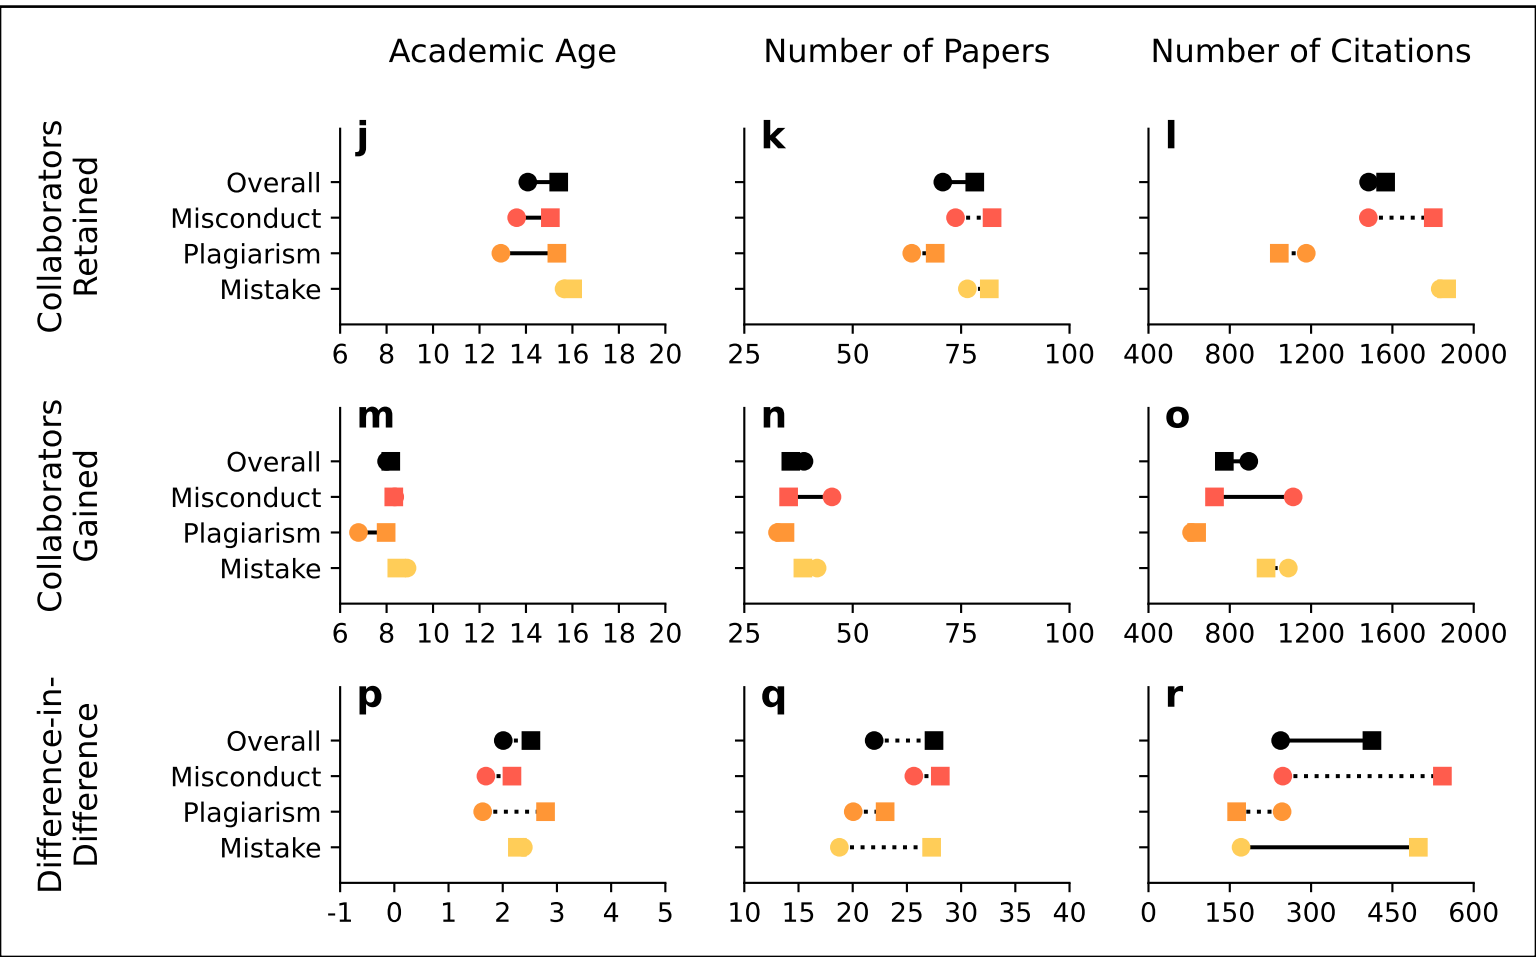 Academic Age Number of Papers Number of Citations
Collaborators
Retained
j k l
Overall
Misconduct
Plagiarism
Mistake
6 8 10 12 14 16 18 20 25 50 75 100 400 800 1200 1600 2000
Collaborators
Gained
m n o
Overall
Misconduct
Plagiarism
Mistake
6 8 10 12 14 16 18 20 25 50 75 100 400 800 1200 1600 2000
Difference-in-
Difference
p q r
Overall
Misconduct
Plagiarism
Mistake
-1 0 1 2 3 4 5 10 15 20 25 30 35 40 0 150 300 450 600